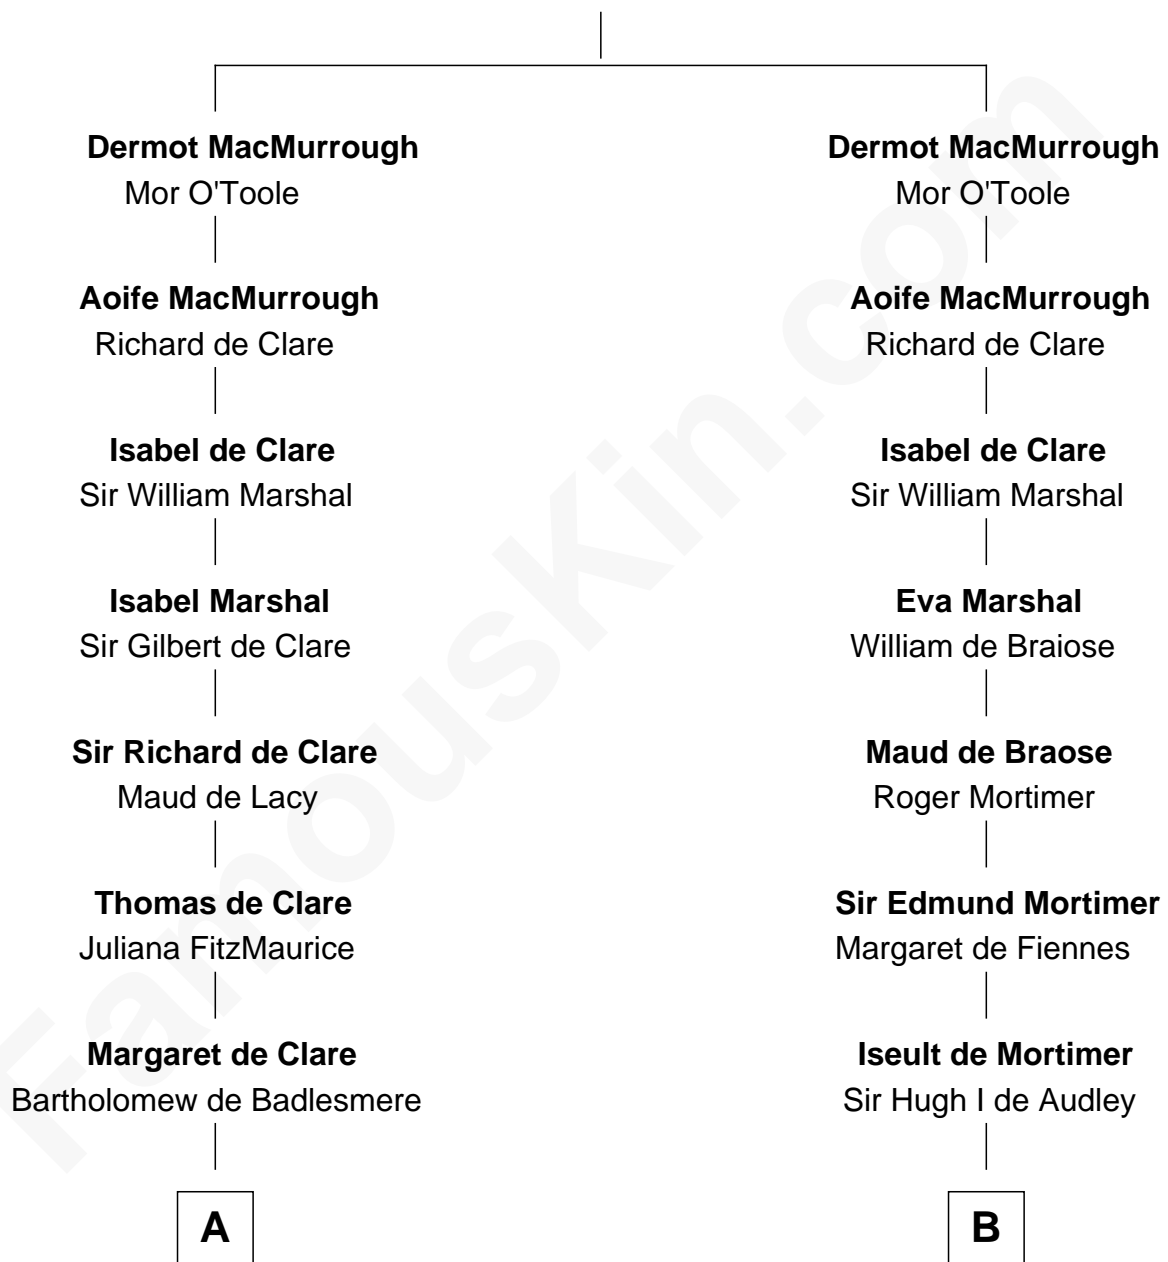 Dermot MacMurrough
Mor O'Toole
Aoife MacMurrough
Richard de Clare
Isabel de Clare
Sir William Marshal
Isabel Marshal
Sir Gilbert de Clare
Sir Richard de Clare
Maud de Lacy
Thomas de Clare
Juliana FitzMaurice
Margaret de Clare
Bartholomew de Badlesmere
A
Dermot MacMurrough
Mor O'Toole
Aoife MacMurrough
Richard de Clare
Isabel de Clare
Sir William Marshal
Eva Marshal
William de Braiose
Maud de Braose
Roger Mortimer
Sir Edmund Mortimer
Margaret de Fiennes
Iseult de Mortimer
Sir Hugh I de Audley
B
FamousKin.com